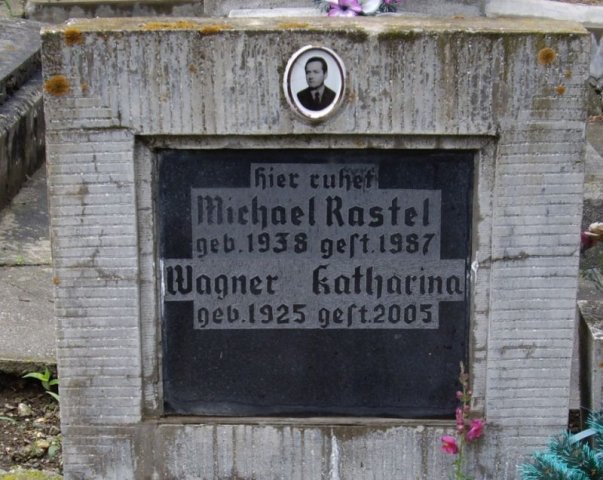 hier ruhet
Michael Rastel
geb. 1938 gest. 1987
Wagner Katharina
geb. 1925 gest. 2005